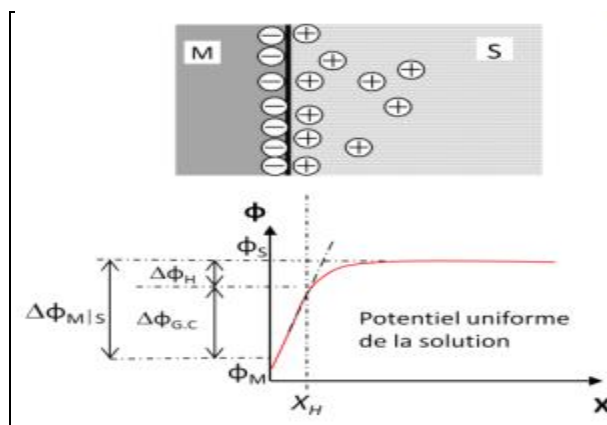 M S
Φ
ϕS
ΔϕH
ΔϕM|S
ΔϕG.C
Potentiel uniforme
de la solution
ϕM
xH
x